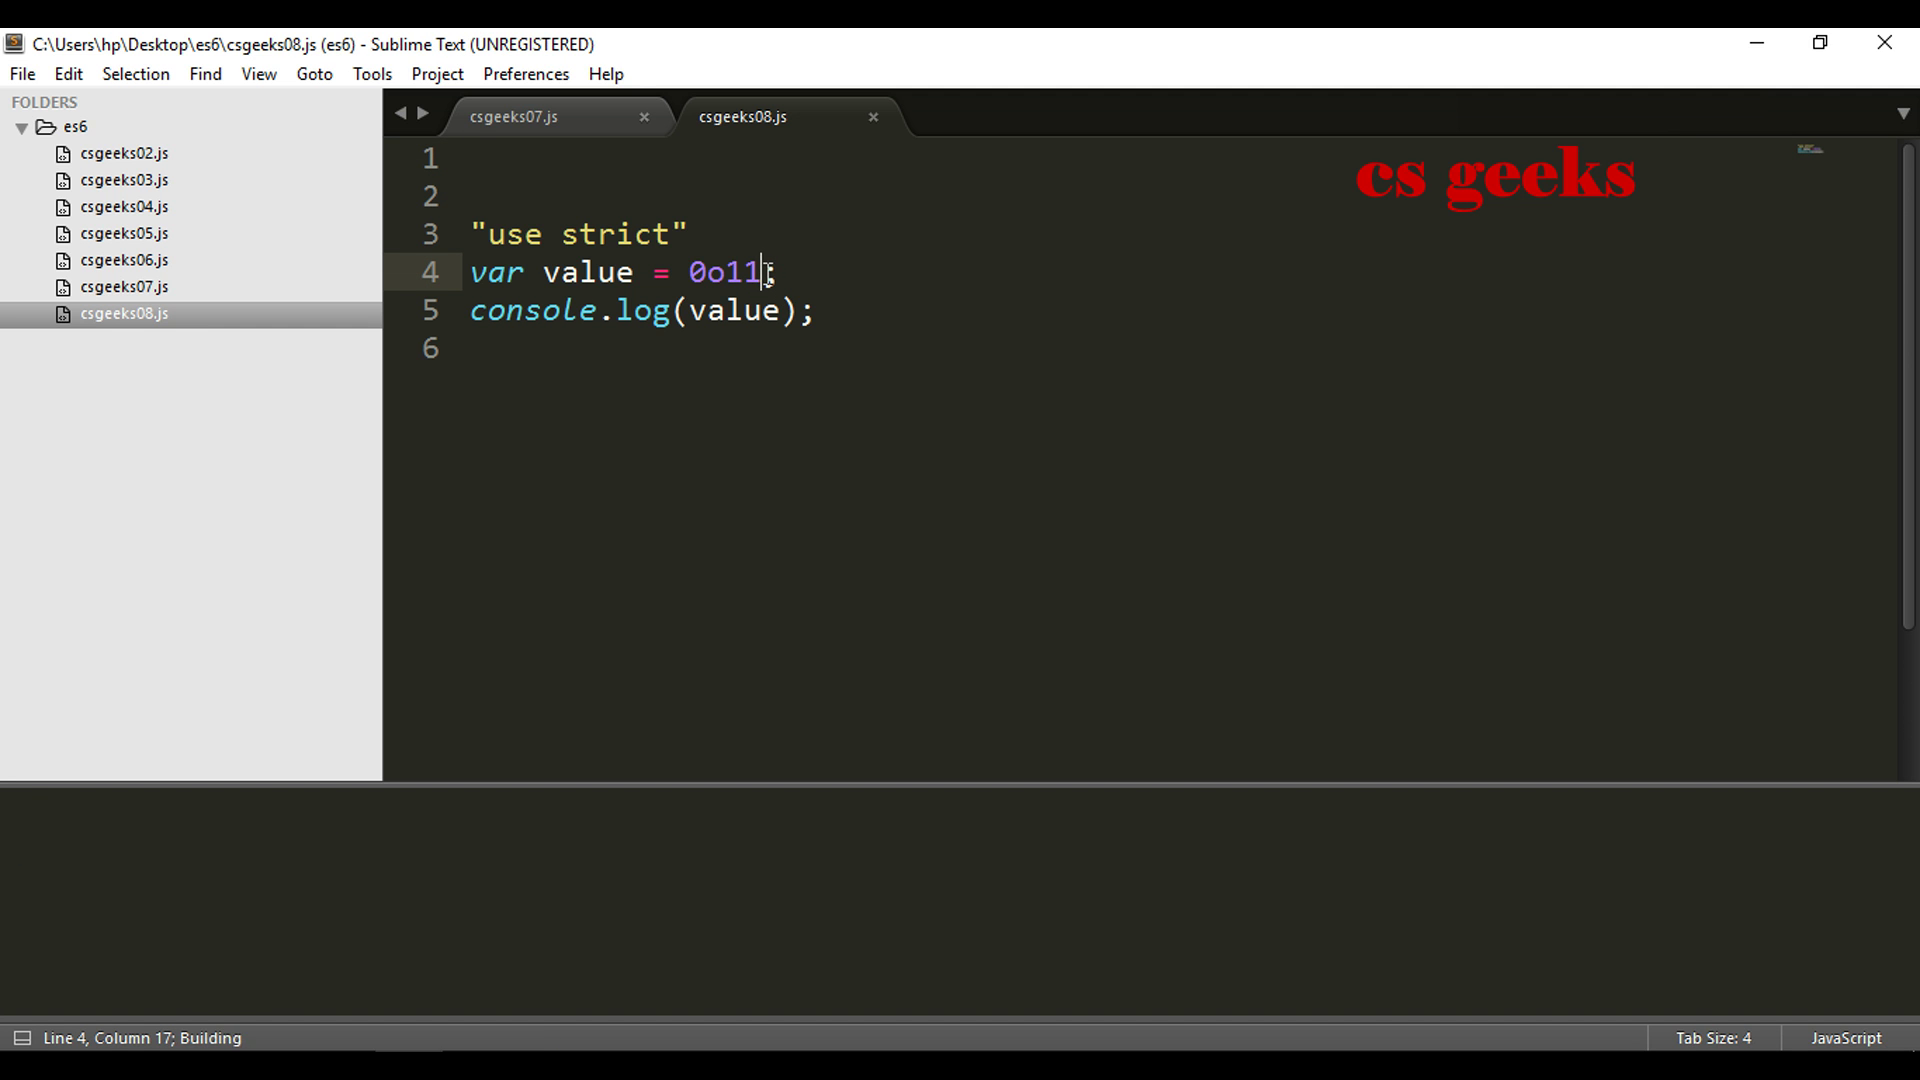 C:\Users\hp\Desktop\es6\csgeeks08.js (es6) - Sublime Text (UNREGISTERED)
File Edit Selection Find View Goto Tools Project Preferences Help
FOLDERS
es6
csgeeks02.js
csgeeks03.js
csgeeks04.js
csgeeks05.js
csgeeks06.js
csgeeks07.js
csgeeks08.js
csgeeks07.js csgeeks08.js
cs geeks
1
2
3 "use strict"
4 var value = 0o11;
5 console.log(value);
6
Line 4, Column 17; Building
Tab Size: 4 JavaScript